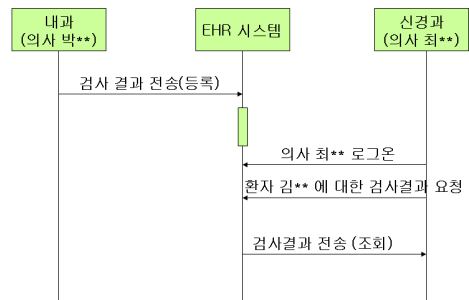 내과
(의사 박**)
EHR 시스템
신경과
(의사 최**)
검사 결과 전송(등록)
의사 최** 로그온
환자 김** 에 대한 검사결과 요청
검사결과 전송 (조회)